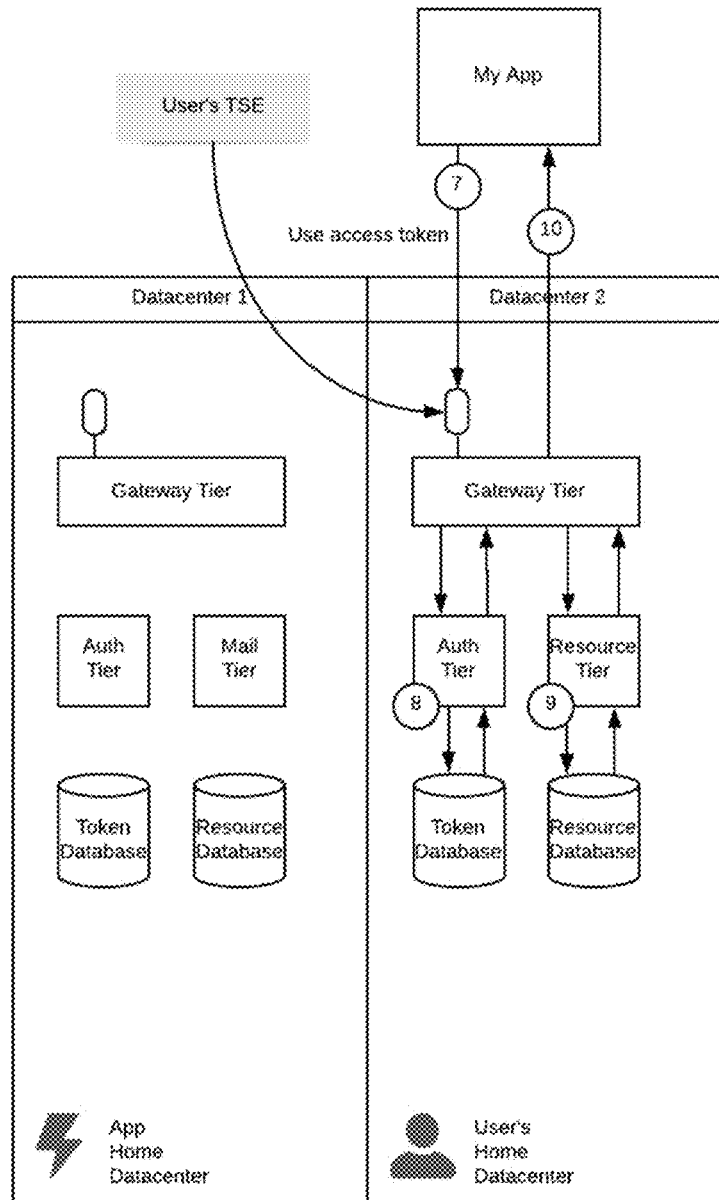 My App
User's TSE
7
Use access token
10
Datacenter 1
Datacenter 2
Gateway Tier
Gateway Tier
Auth
Tier
Mail
Tier
Auth
Tier
Resource
Tier
8
9
Token
Database
Resource
Database
Token
Database
Resource
Database
App
Home
Datacenter
User's
Home
Datacenter